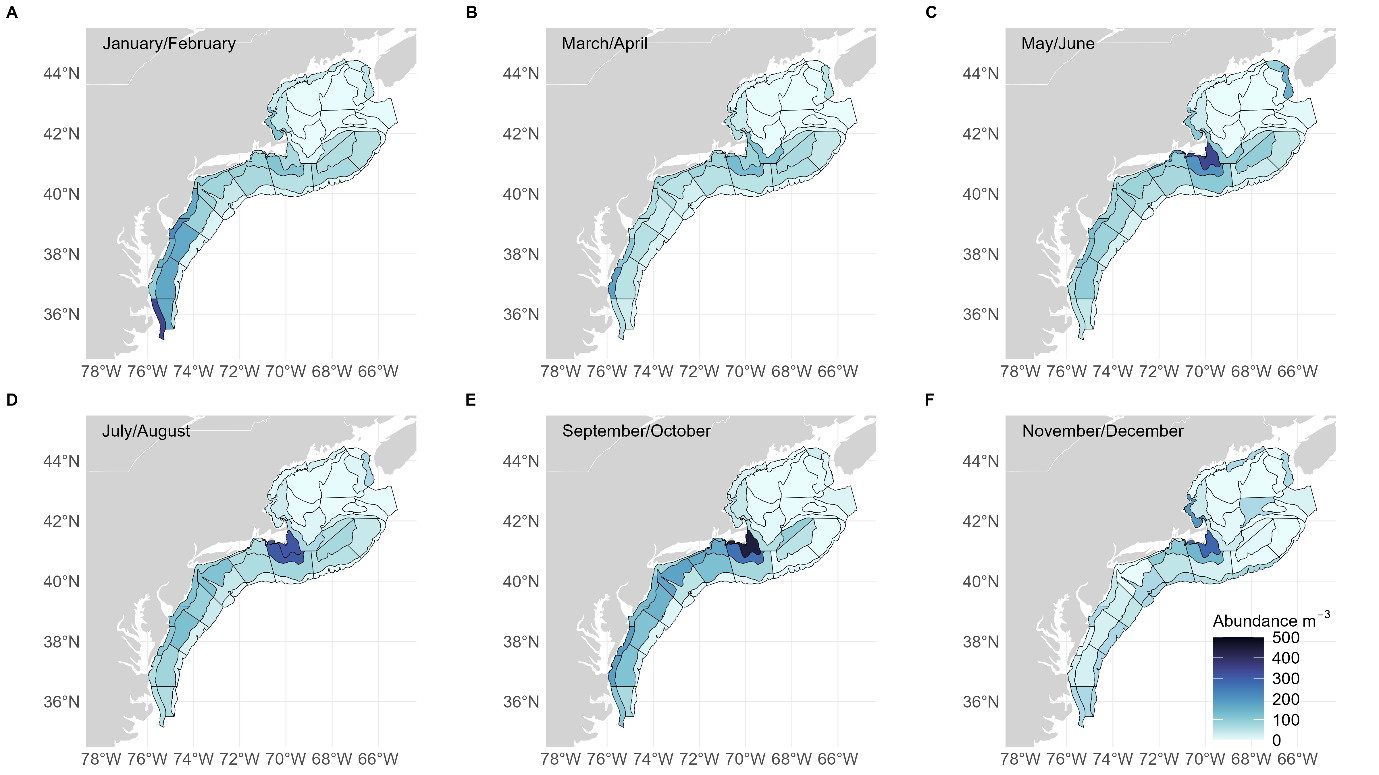 A
B
C
January/February
March/April
May/June
44°N
44°N
44°N
42°N
42°N
42°N
40°N
40°N
40°N
38°N
38°N
38°N
36°N
36°N
36°N
78°W 76°W 74°W 72°W 70°W 68°W 66°W
78°W 76°W 74°W 72°W 70°W 68°W 66°W
78°W 76°W 74°W 72°W 70°W 68°W 66°W
D
E
F
July/August
September/October
November/December
44°N
44°N
44°N
42°N
42°N
42°N
40°N
40°N
40°N
38°N
38°N
38°N
36°N
36°N
36°N
Abundance m⁻³
500
400
300
200
100
0
78°W 76°W 74°W 72°W 70°W 68°W 66°W
78°W 76°W 74°W 72°W 70°W 68°W 66°W
78°W 76°W 74°W 72°W 70°W 68°W 66°W